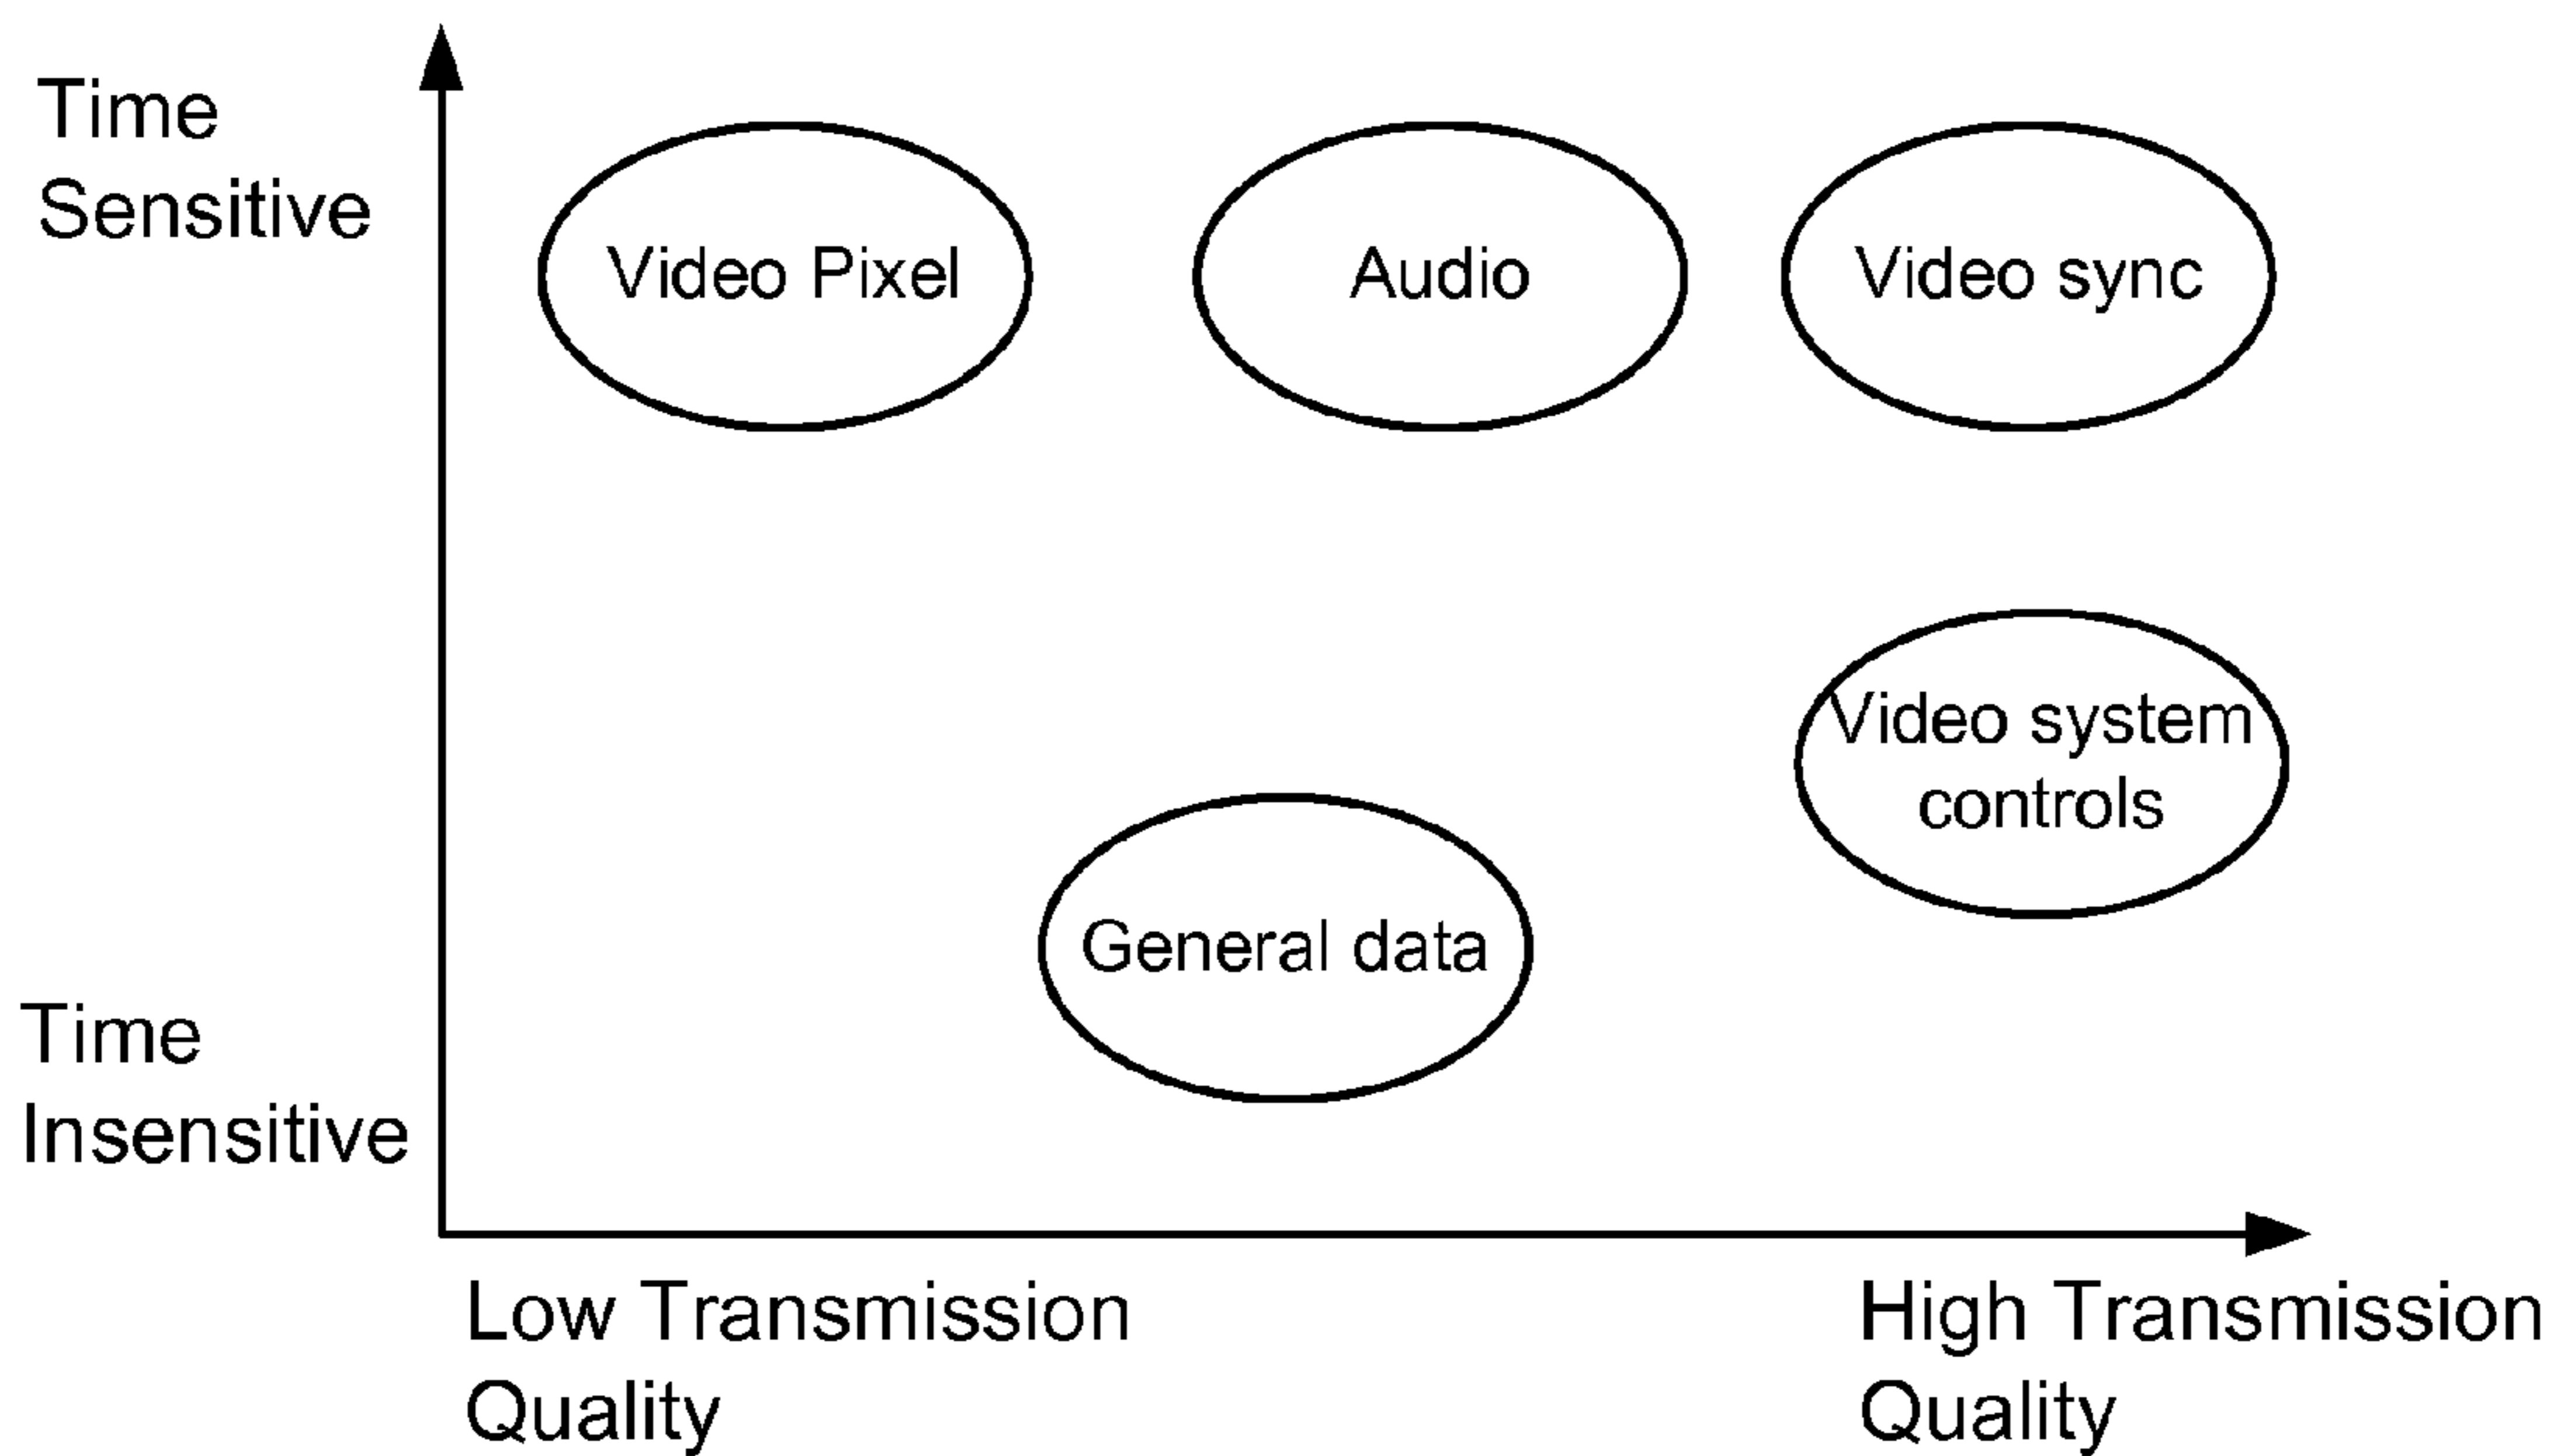 Time
Sensitive
Video Pixel
Audio
Video sync
Video system
controls
General data
Time
Insensitive
Low Transmission
Quality
High Transmission
Quality